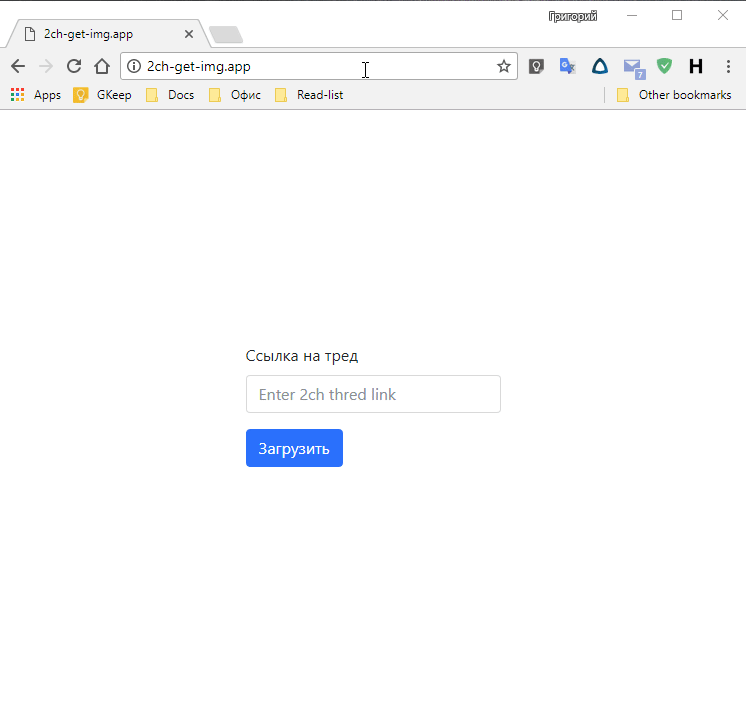 Григорий
2ch-get-img.app
2ch-get-img.app
7
H
Apps GKeep Docs Офис Read-list Other bookmarks
Ссылка на тред
Enter 2ch thred link
Загрузить